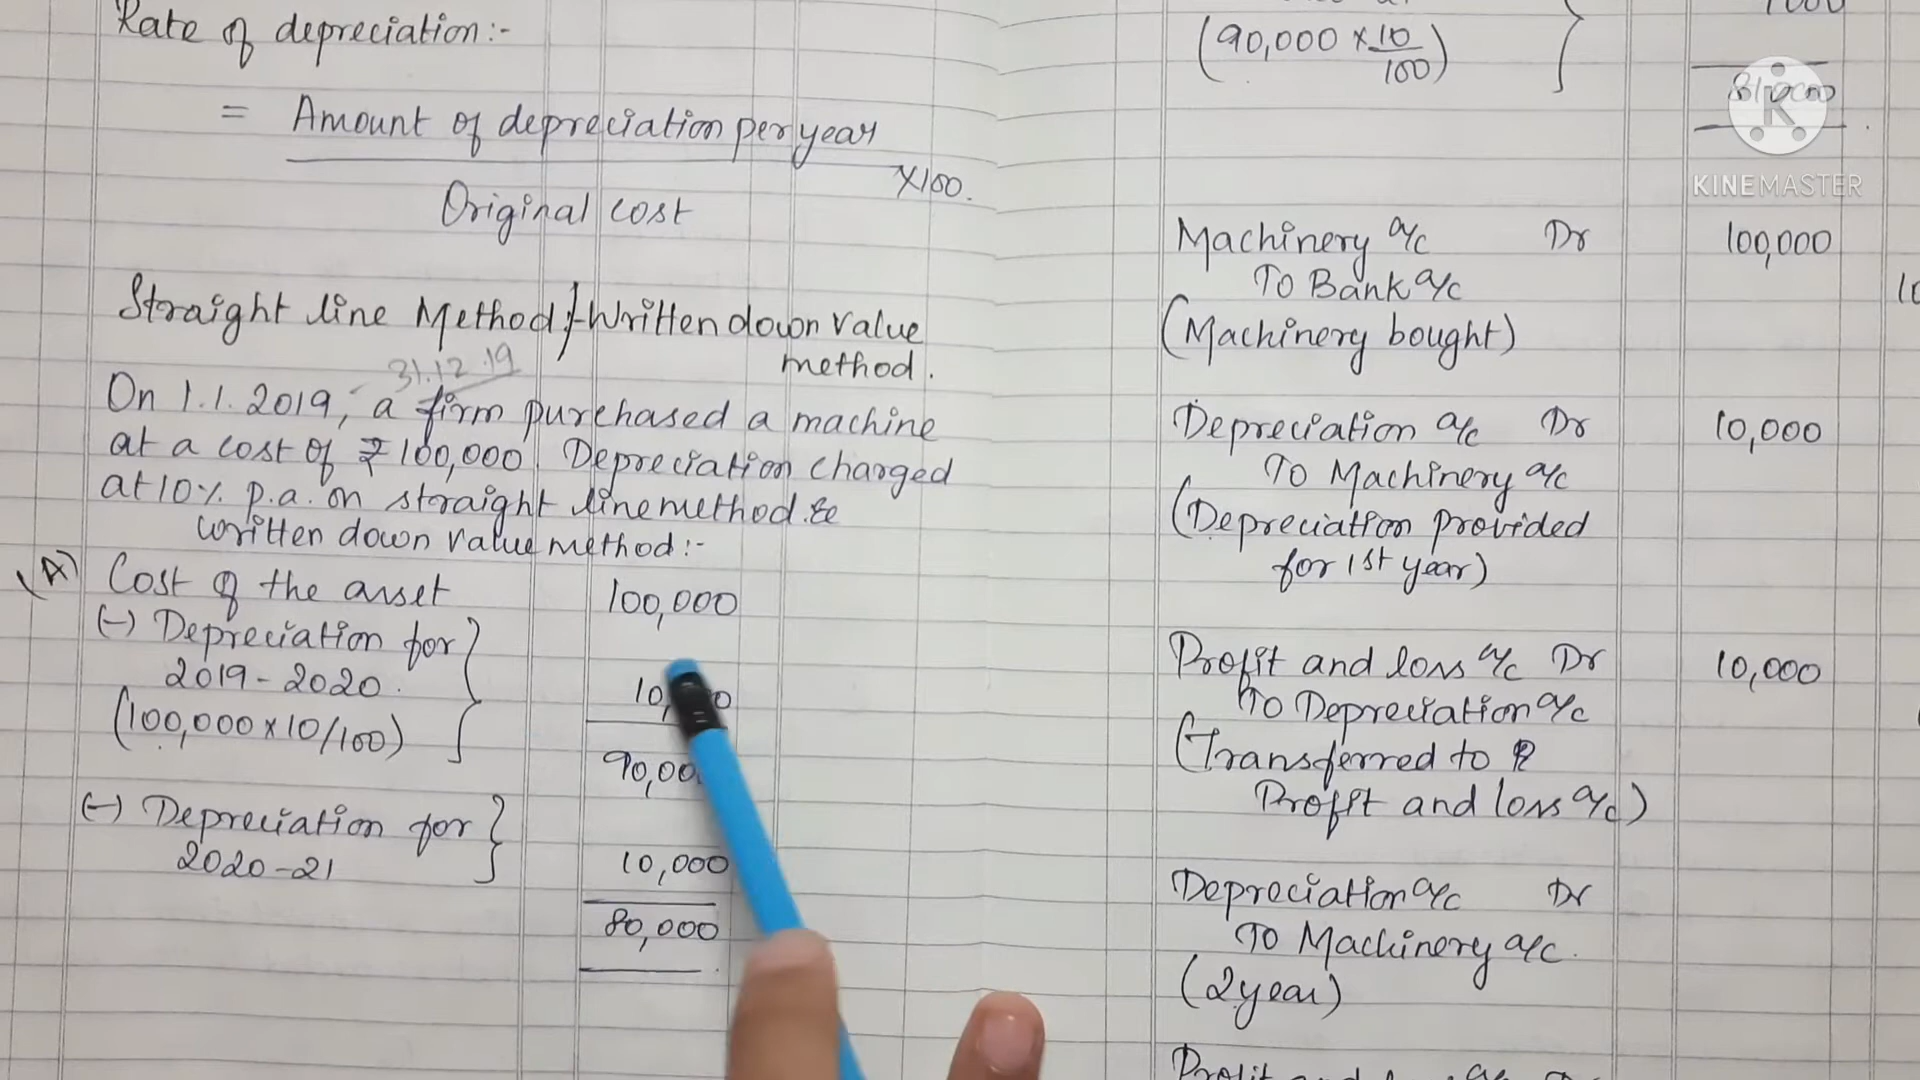 Rate of depreciation:-
= Amount of depreciation per year
×100.
Original cost
Straight line Method:- Written down value
method.
31.12.19
On 1.1.2019, a firm purchased a machine
at a cost of ₹ 100,000. Depreciation charged
at 10% p.a. on straight line method &
written down value method:-
(A) Cost of the asset 100,000
(-) Depreciation for
2019-2020.
(100,000 × 10/100)
90,00
(-) Depreciation for
2020-21
10,000
80,000
(90,000 × 10/100)
KINEMASTER
Machinery a/c Dr 100,000
To Bank a/c
(Machinery bought)
Depreciation a/c Dr 10,000
To Machinery a/c
(Depreciation provided
for 1st year)
Profit and loss a/c Dr 10,000
To Depreciation a/c
(Transferred to
Profit and loss a/c)
Depreciation a/c Dr
To Machinery a/c.
(2 year)